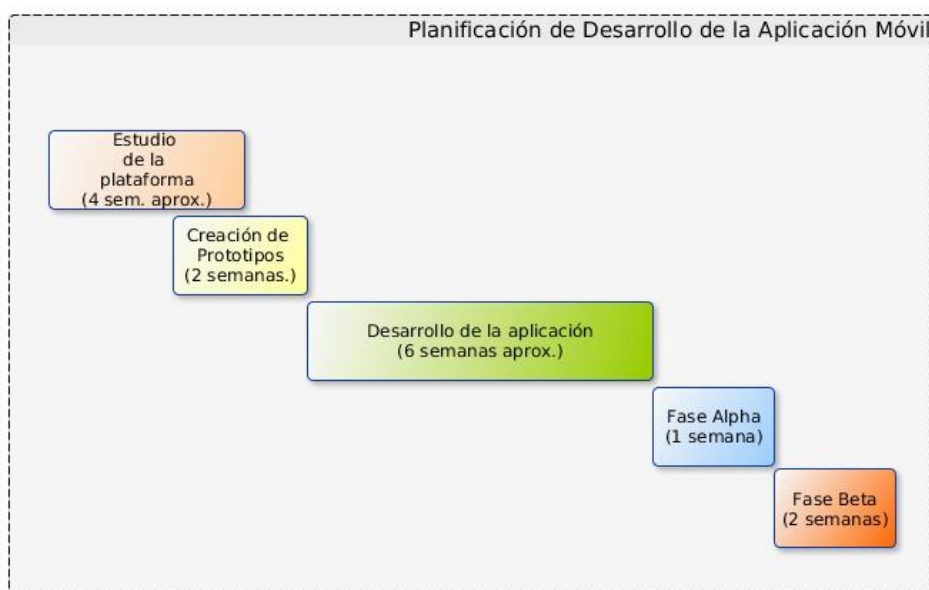 Planificación de Desarrollo de la Aplicación Móvil
Estudio
de la
plataforma
(4 sem. aprox.)
Creación de
Prototipos
(2 semanas.)
Desarrollo de la aplicación
(6 semanas aprox.)
Fase Alpha
(1 semana)
Fase Beta
(2 semanas)